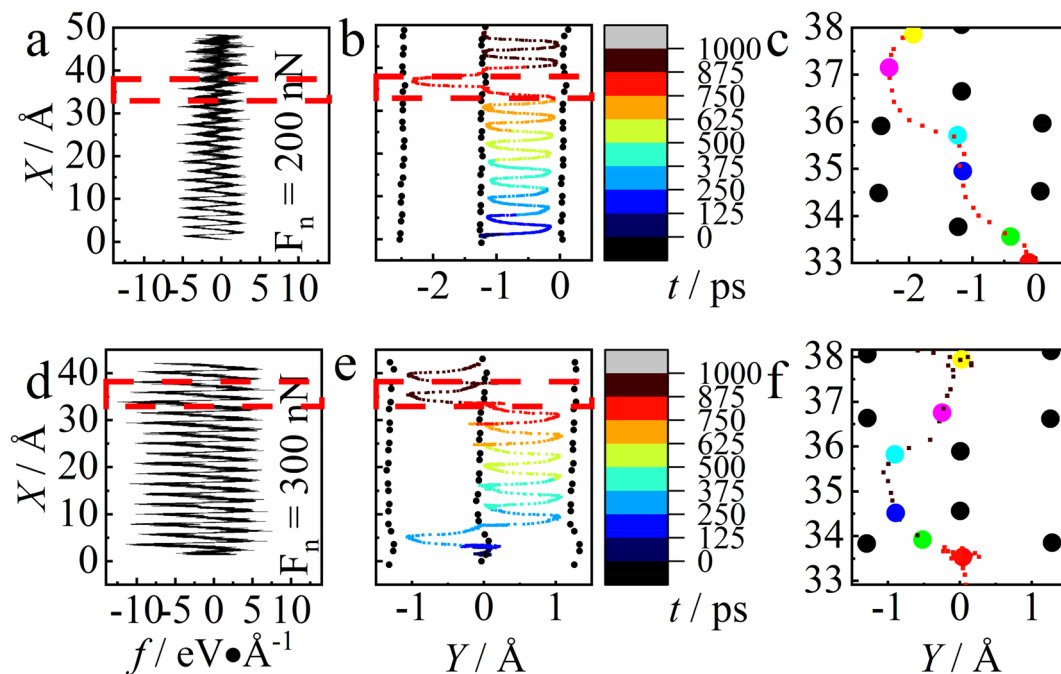 a
50
40
30
20
10
0
X / Å
-10 -5 0 5 10
Fn = 200 nN
b
-2 -1 0
1000
875
750
625
500
375
250
125
0
t / ps
c
38
37
36
35
34
33
-2 -1 0
d
40
30
20
10
0
X / Å
-10 -5 0 5 10
f / eV●Å-1
Fn = 300 nN
e
-1 0 1
Y / Å
1000
875
750
625
500
375
250
125
0
t / ps
f
38
37
36
35
34
33
-1 0 1
Y / Å